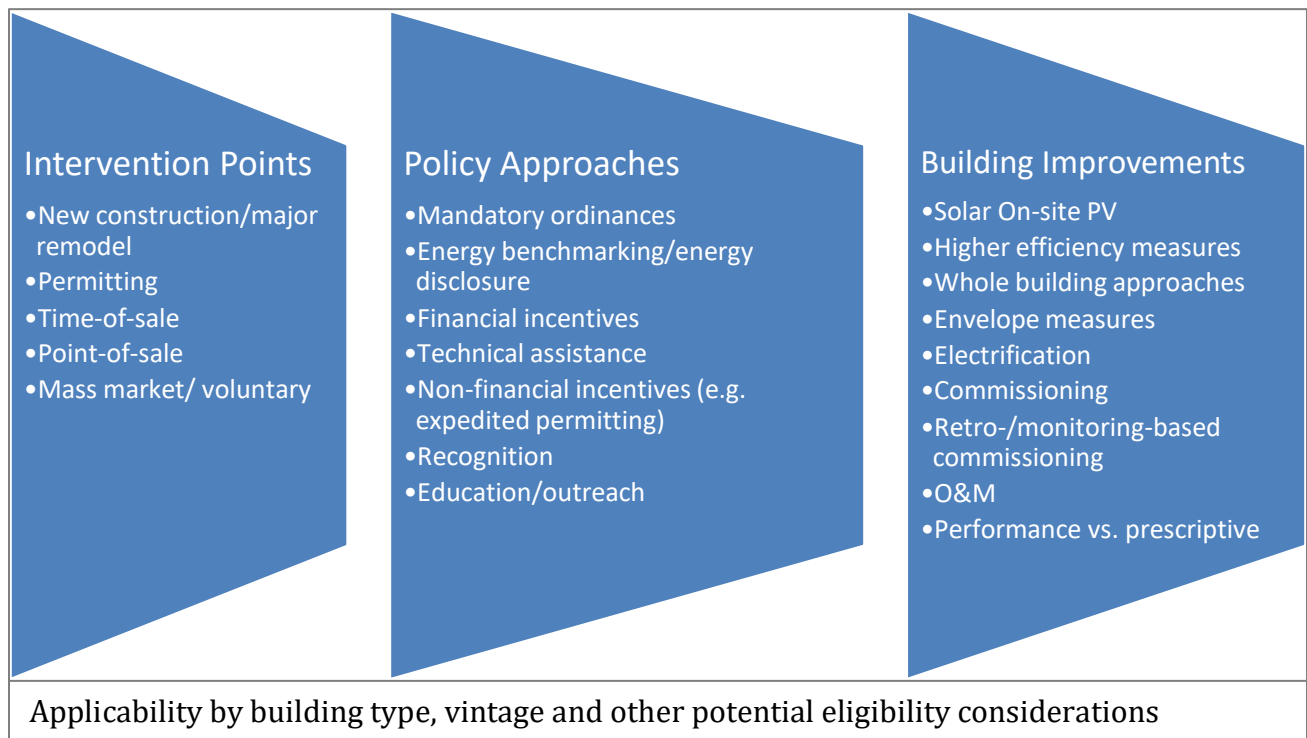 Intervention Points
•New construction/major
remodel
•Permitting
•Time-of-sale
•Point-of-sale
•Mass market/ voluntary
Policy Approaches
•Mandatory ordinances
•Energy benchmarking/energy
disclosure
•Financial incentives
•Technical assistance
•Non-financial incentives (e.g.
expedited permitting)
•Recognition
•Education/outreach
Building Improvements
•Solar On-site PV
•Higher efficiency measures
•Whole building approaches
•Envelope measures
•Electrification
•Commissioning
•Retro-/monitoring-based
commissioning
•O&M
•Performance vs. prescriptive
Applicability by building type, vintage and other potential eligibility considerations